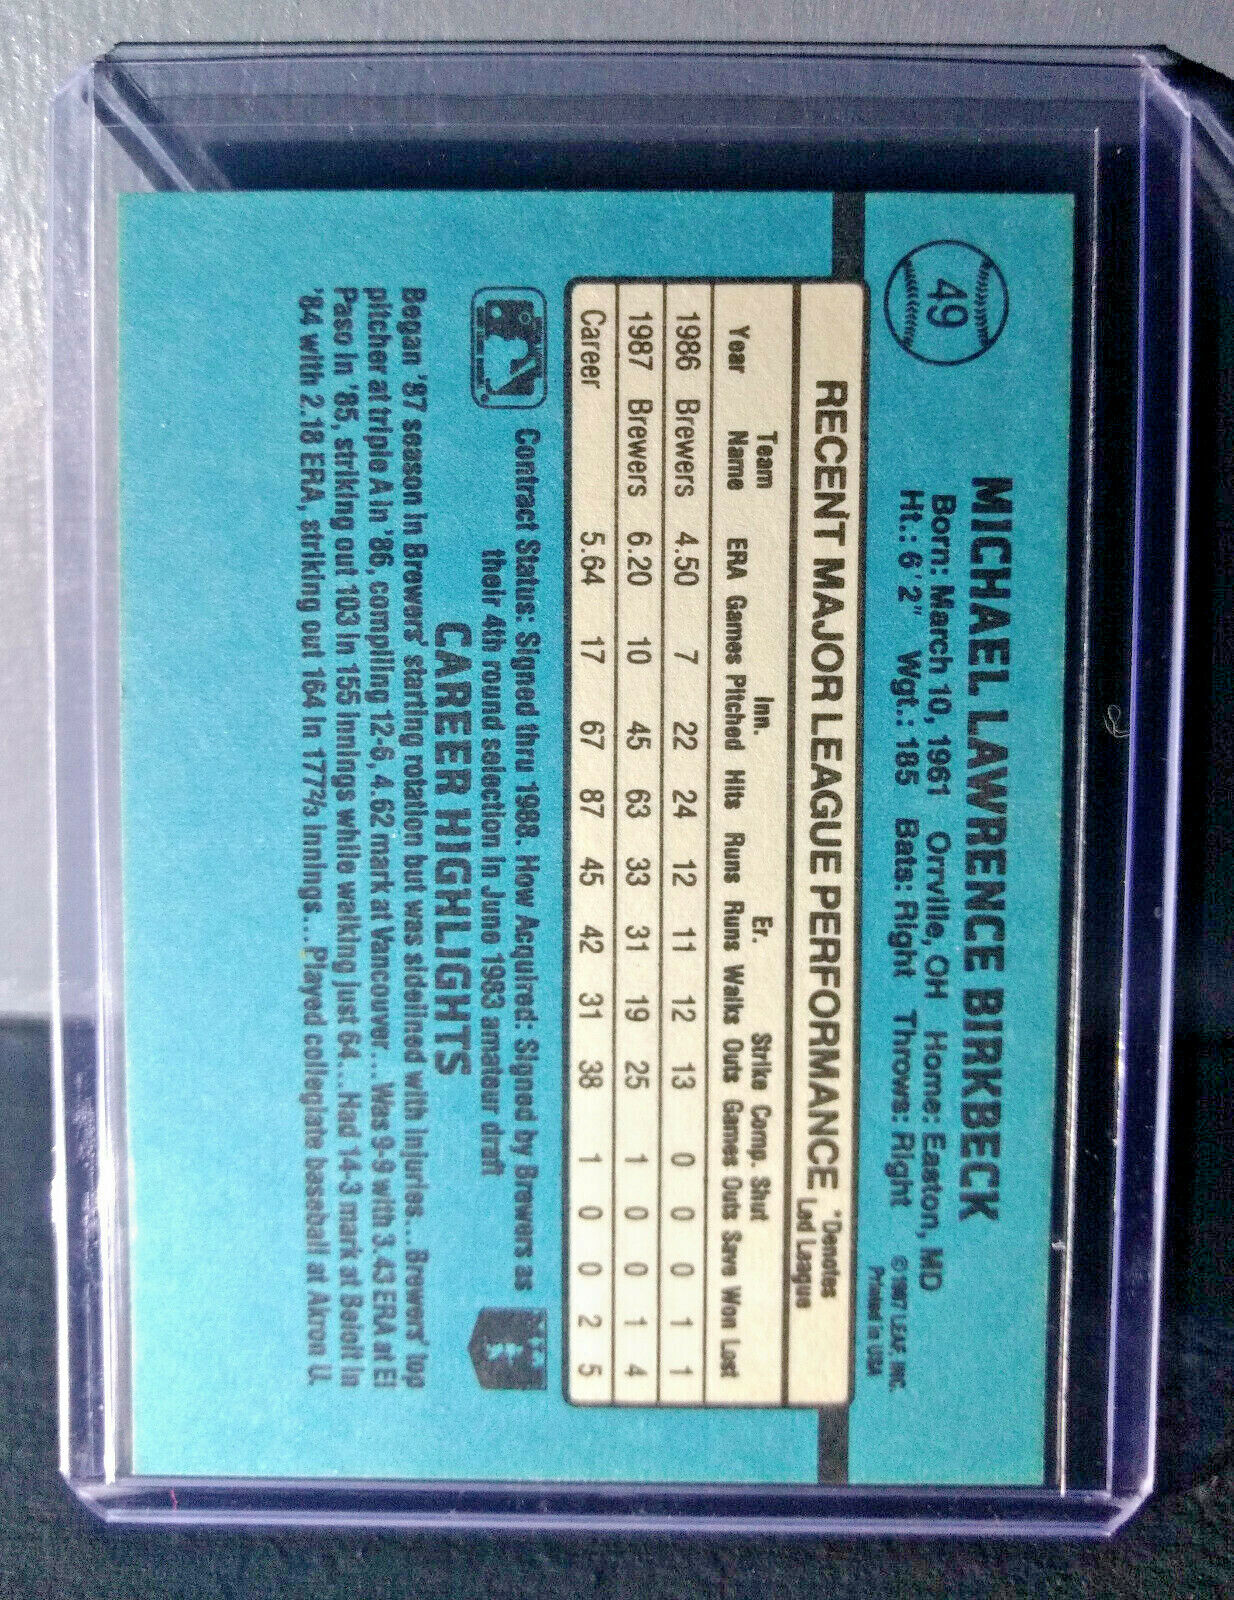 49
MICHAEL LAWRENCE BIRKBECK
Born: March 10, 1961 Orrville, OH Home: Easton, MD
Ht.: 6'2" Wgt.: 185 Bats: Right Throws: Right
© 1987 LEAF, INC.
Printed in USA
RECENT MAJOR LEAGUE PERFORMANCE *Denotes
Led League
Team Inn. Er. Strike Comp. Shut
Year Name ERA Games Pitched Hits Runs Runs Walks Outs Games Outs Save Won Lost
1986 Brewers 4.50 7 22 24 12 11 12 13 0 0 0 1 1
1987 Brewers 6.20 10 45 63 33 31 19 25 1 0 0 1 4
Career 5.64 17 67 87 45 42 31 38 1 0 0 2 5
Contract Status: Signed thru 1988. How Acquired: Signed by Brewers as
their 4th round selection in June 1983 amateur draft
CAREER HIGHLIGHTS
Began '87 season in Brewers' starting rotation but was sidelined with injuries...Brewers' top
pitcher at triple A in '86, compiling 12-6, 4.62 mark at Vancouver...Was 9-9 with 3.43 ERA at El
Paso in '85, striking out 103 in 155 innings while walking just 64...Had 14-3 mark at Beloit in
'84 with 2.18 ERA, striking out 164 in 177⅔ innings...Played collegiate baseball at Akron U.